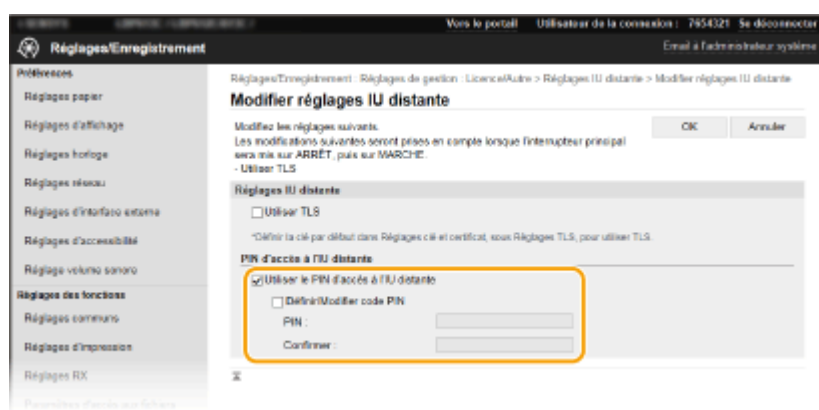 Vers le portail Utilisateur de la connexion : 7654321 Se déconnecter
Réglages/Enregistrement
Email à l'administrateur système
Préférences
Réglages papier
Réglages d'affichage
Réglages horloge
Réglages réseau
Réglages d'interface externe
Réglages d'accessibilité
Réglage volume sonore
Réglages des fonctions
Réglages communs
Réglages d'impression
Réglages RX
Réglages/Enregistrement : Réglages de gestion : Licence/Autre > Réglages IU distante > Modifier réglages IU distante
Modifier réglages IU distante
Modifiez les réglages suivants.
Les modifications suivantes seront prises en compte lorsque l'interrupteur principal
sera mis sur ARRÊT, puis sur MARCHE.
- Utiliser TLS
OK Annuler
Réglages IU distante
Utiliser TLS
*Définir la clé par défaut dans Réglages clé et certificat, sous Réglages TLS, pour utiliser TLS.
PIN d'accès à l'IU distante
Utiliser le PIN d'accès à l'IU distante
Définir/Modifier code PIN
PIN :
Confirmer :